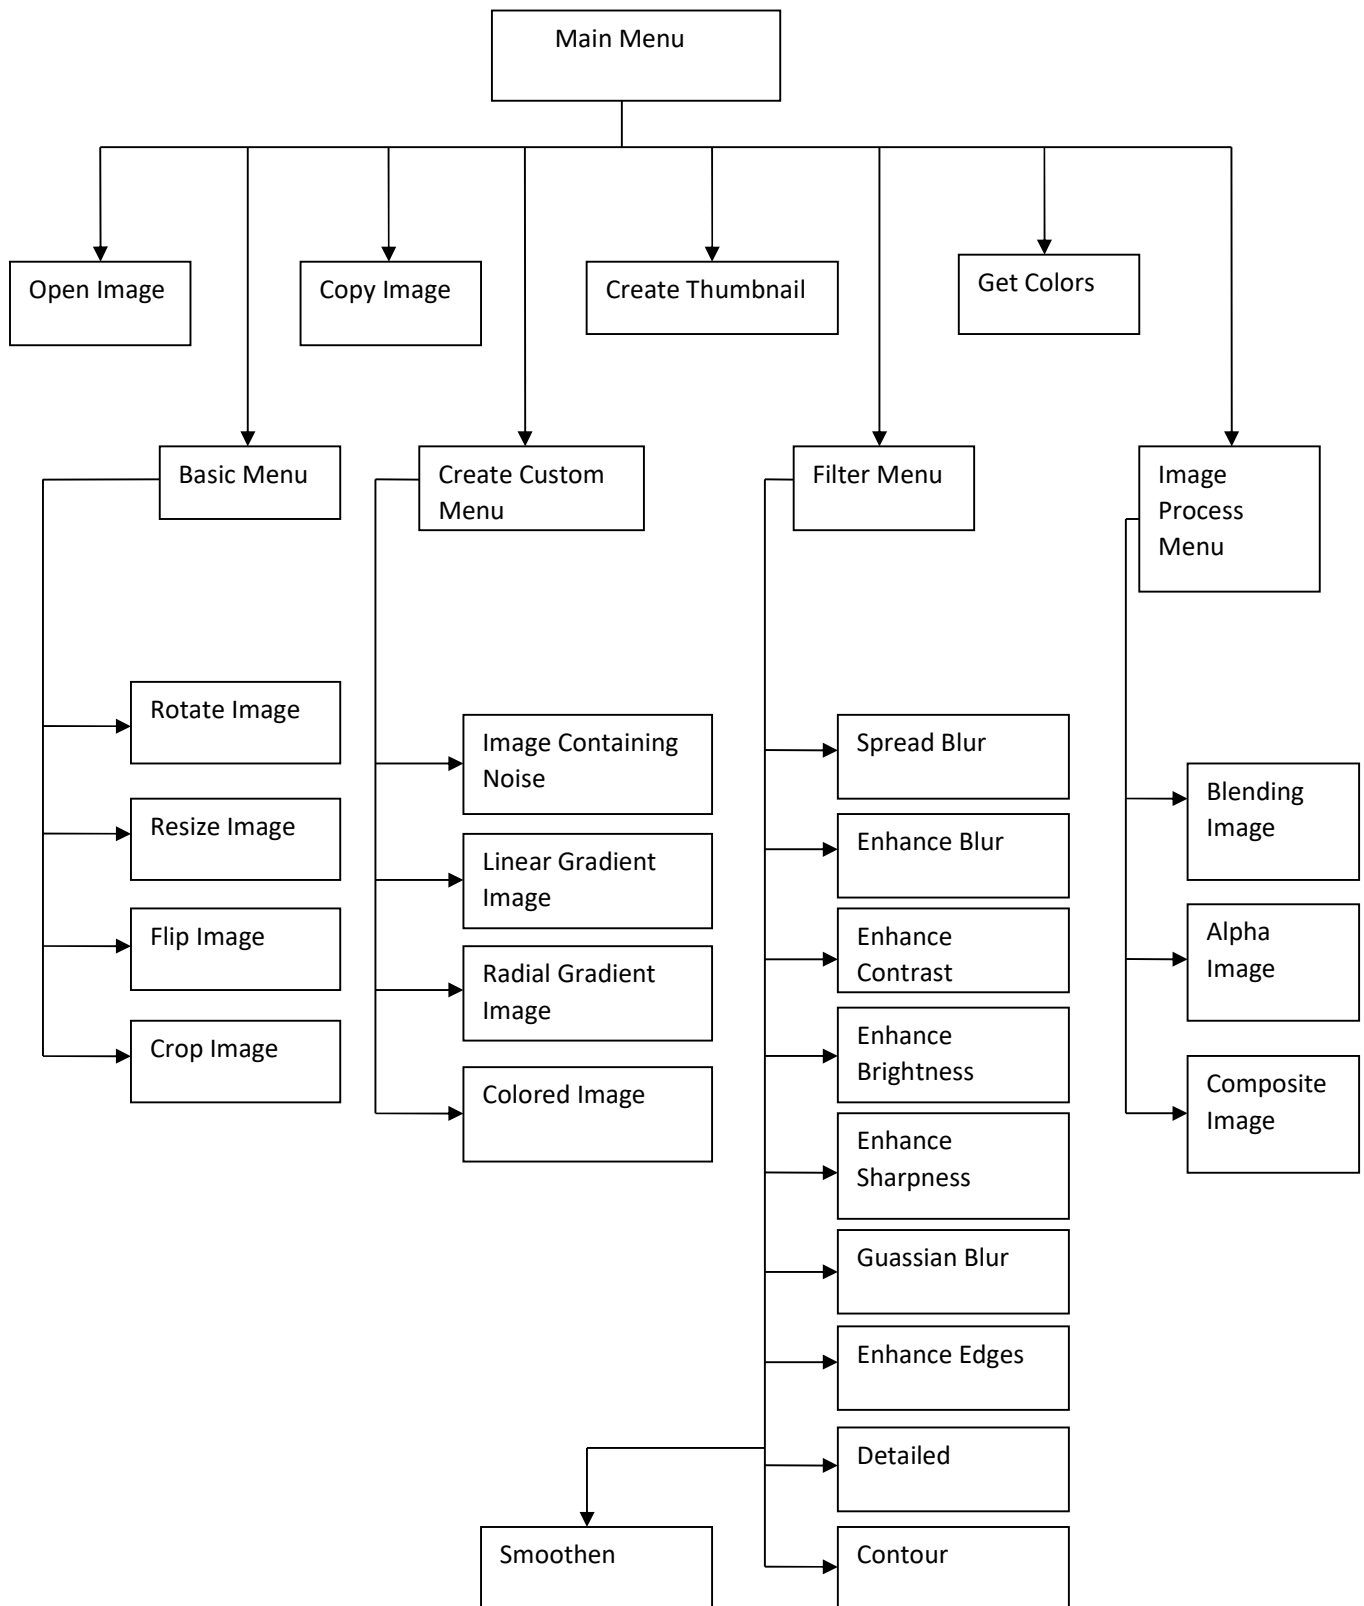 Main Menu
Open Image
Copy Image
Create Thumbnail
Get Colors
Basic Menu
Create Custom
Menu
Filter Menu
Image
Process
Menu
Rotate Image
Resize Image
Flip Image
Crop Image
Image Containing
Noise
Linear Gradient
Image
Radial Gradient
Image
Colored Image
Spread Blur
Enhance Blur
Enhance
Contrast
Enhance
Brightness
Enhance
Sharpness
Guassian Blur
Enhance Edges
Detailed
Contour
Smoothen
Blending
Image
Alpha
Image
Composite
Image